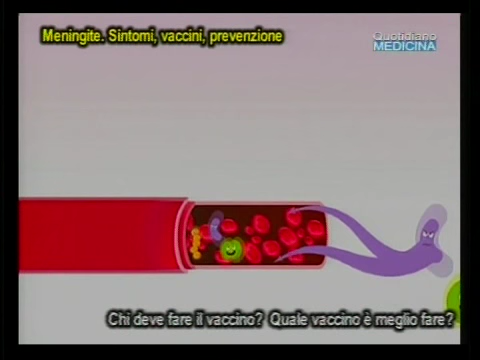 Meningite. Sintomi, vaccini, prevenzione
Quotidiano
MEDICINA
Chi deve fare il vaccino? Quale vaccino è meglio fare?